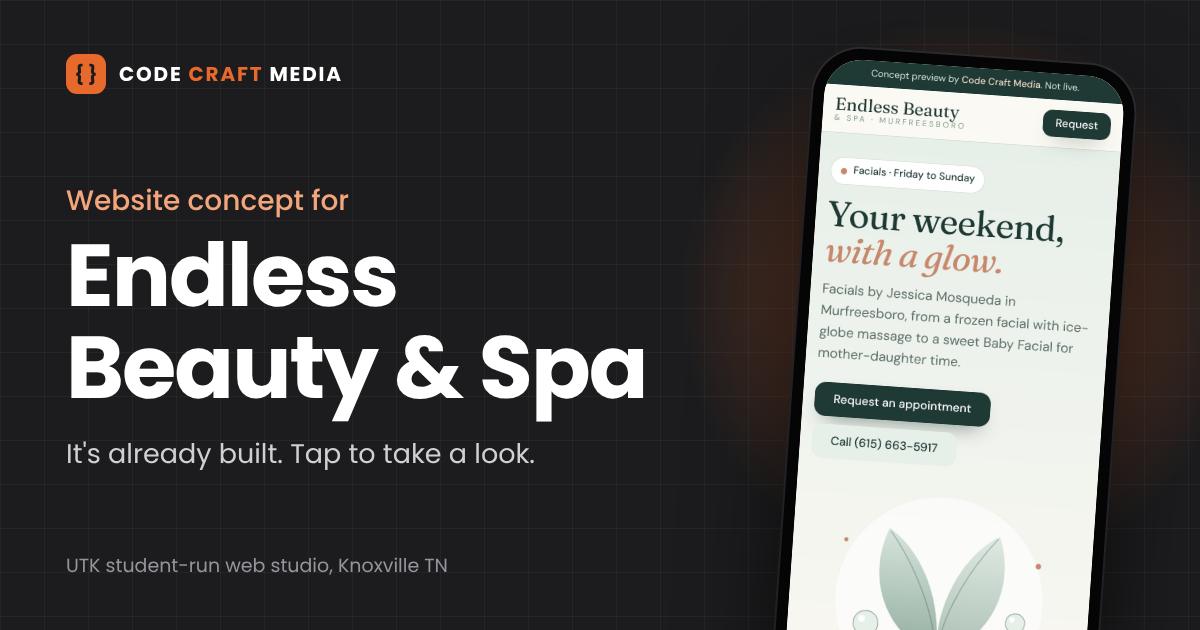 { } CODE CRAFT MEDIA
Website concept for
Endless
Beauty & Spa
It's already built. Tap to take a look.
UTK student-run web studio, Knoxville TN
Concept preview by Code Craft Media. Not live.
Endless Beauty
& SPA · MURFREESBORO
Request
Facials · Friday to Sunday
Your weekend,
with a glow.
Facials by Jessica Mosqueda in
Murfreesboro, from a frozen facial with ice-
globe massage to a sweet Baby Facial for
mother-daughter time.
Request an appointment
Call (615) 663-5917